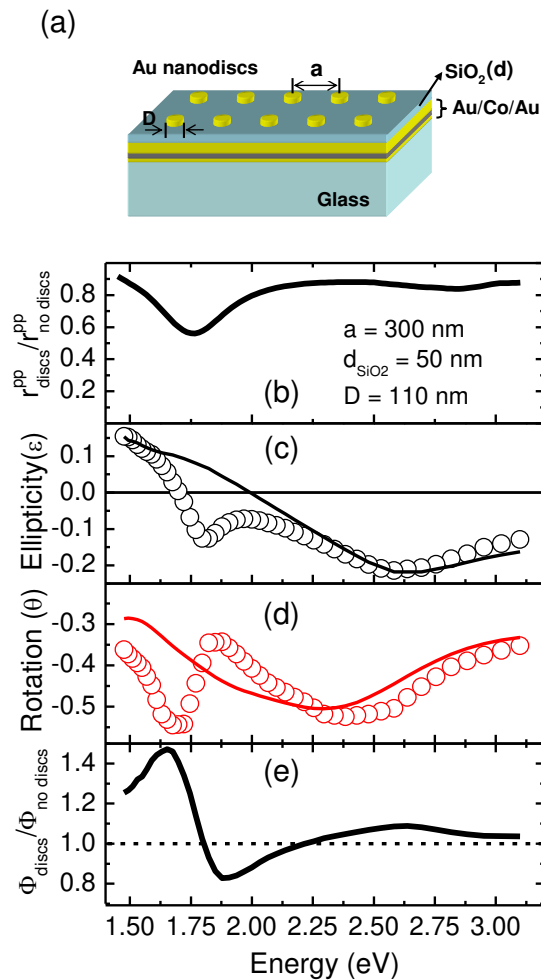 (a)
Au nanodiscs
a
SiO₂(d)
D
Au/Co/Au
Glass
0.8
0.6
0.4
0.2
r^pp_discs/r^pp_no discs
a = 300 nm
d_SiO2 = 50 nm
D = 110 nm
(b)
0.1
0.0
-0.1
-0.2
Ellipticity(ε)
(c)
-0.3
-0.4
-0.5
Rotation (θ)
(d)
1.4
1.2
1.0
0.8
Φ_discs/Φ_no discs
(e)
1.50 1.75 2.00 2.25 2.50 2.75 3.00
Energy (eV)